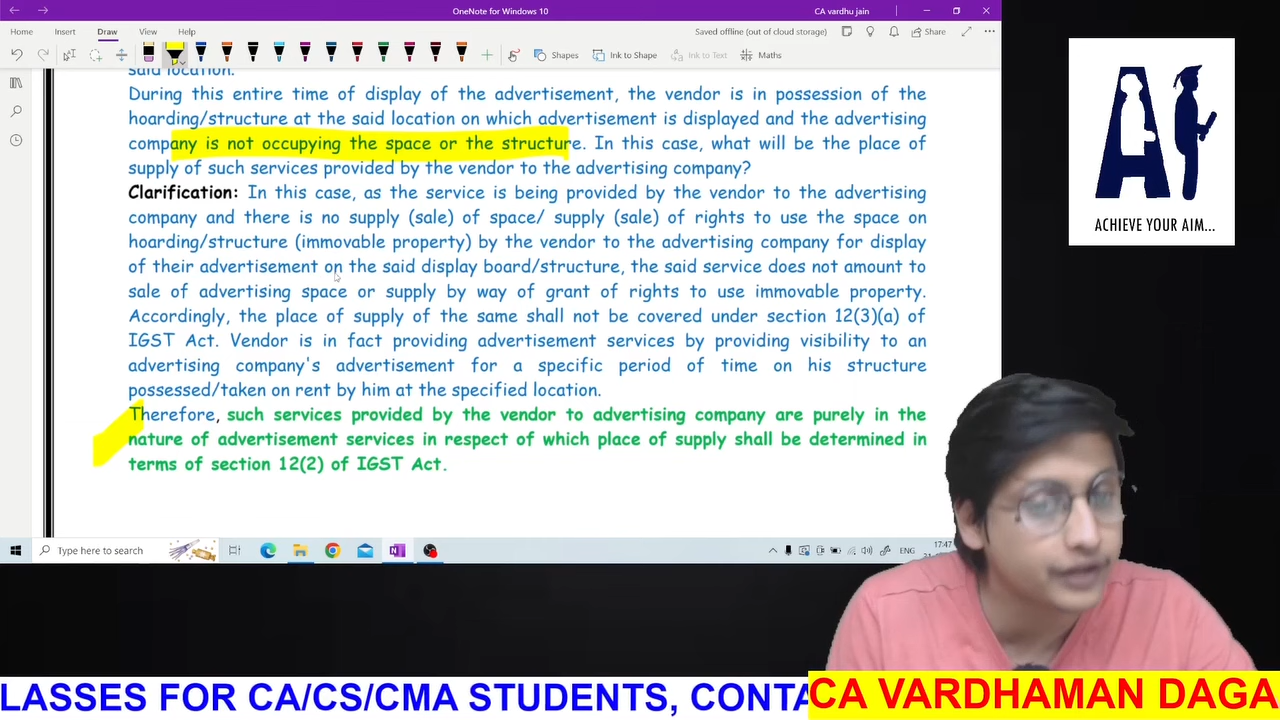 OneNote for Windows 10
CA vardhu jain
Home Insert Draw View Help
Saved offline (out of cloud storage)
Share
Shapes
Ink to Shape
Ink to Text
Maths
said location.
During this entire time of display of the advertisement, the vendor is in possession of the
hoarding/structure at the said location on which advertisement is displayed and the advertising
company is not occupying the space or the structure. In this case, what will be the place of
supply of such services provided by the vendor to the advertising company?
Clarification: In this case, as the service is being provided by the vendor to the advertising
company and there is no supply (sale) of space/ supply (sale) of rights to use the space on
hoarding/structure (immovable property) by the vendor to the advertising company for display
of their advertisement on the said display board/structure, the said service does not amount to
sale of advertising space or supply by way of grant of rights to use immovable property.
Accordingly, the place of supply of the same shall not be covered under section 12(3)(a) of
IGST Act. Vendor is in fact providing advertisement services by providing visibility to an
advertising company's advertisement for a specific period of time on his structure
possessed/taken on rent by him at the specified location.
Therefore, such services provided by the vendor to advertising company are purely in the
nature of advertisement services in respect of which place of supply shall be determined in
terms of section 12(2) of IGST Act.
A
ACHIEVE YOUR AIM...
Type here to search
ENG
17:47
LASSES FOR CA/CS/CMA STUDENTS, CONTA
CA VARDHAMAN DAGA